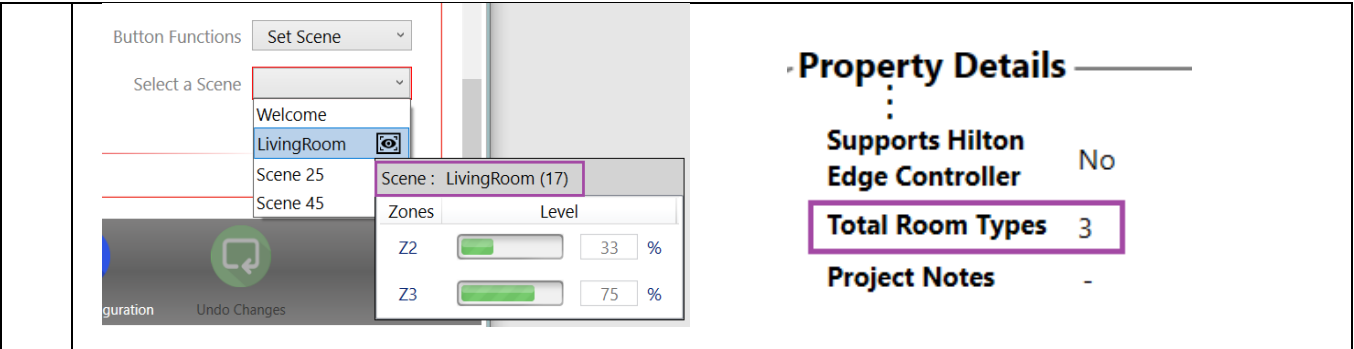 Button Functions Set Scene
Select a Scene
Welcome
LivingRoom
Scene 25
Scene 45
Scene : LivingRoom (17)
Zones Level
Z2 33 %
Z3 75 %
guration Undo Changes
Property Details
Supports Hilton
Edge Controller No
Total Room Types 3
Project Notes -